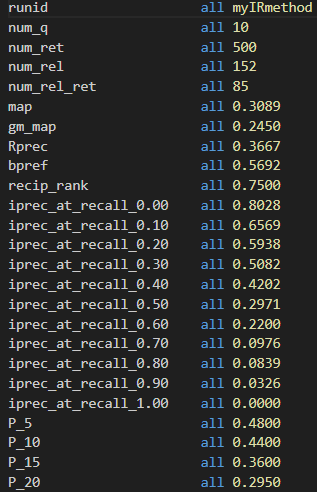 runid all myIRmethod
num_q all 10
num_ret all 500
num_rel all 152
num_rel_ret all 85
map all 0.3089
gm_map all 0.2450
Rprec all 0.3667
bpref all 0.5692
recip_rank all 0.7500
iprec_at_recall_0.00 all 0.8028
iprec_at_recall_0.10 all 0.6569
iprec_at_recall_0.20 all 0.5938
iprec_at_recall_0.30 all 0.5082
iprec_at_recall_0.40 all 0.4202
iprec_at_recall_0.50 all 0.2971
iprec_at_recall_0.60 all 0.2200
iprec_at_recall_0.70 all 0.0976
iprec_at_recall_0.80 all 0.0839
iprec_at_recall_0.90 all 0.0326
iprec_at_recall_1.00 all 0.0000
P_5 all 0.4800
P_10 all 0.4400
P_15 all 0.3600
P_20 all 0.2950